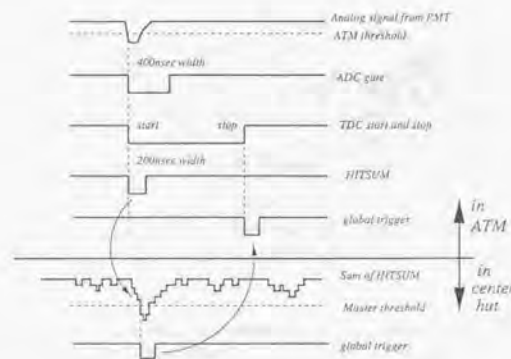 Analog signal from PMT
ATM threshold
400nsec width
ADC gate
start
stop
TDC start and stop
200nsec width
HITSUM
global trigger
in
ATM
Sum of HITSUM
in
center
hut
Master threshold
global trigger